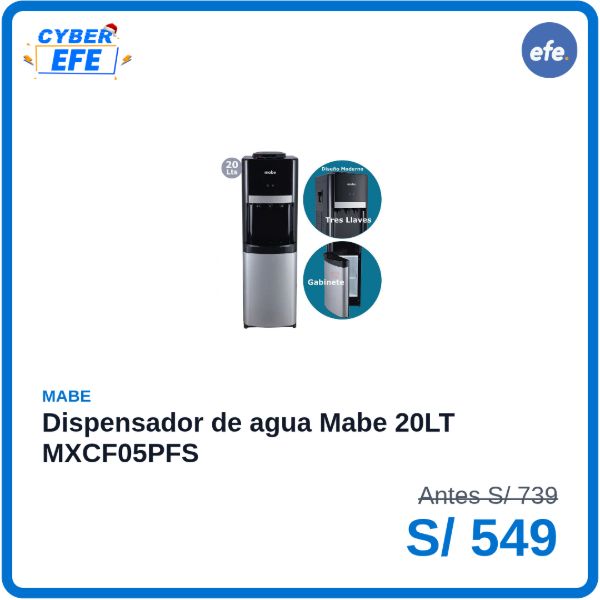 CYBER
EFE
efe.
20
Lts
mabe
Diseño Moderno
mabe
Tres Llaves
Gabinete
MABE
Dispensador de agua Mabe 20LT
MXCF05PFS
Antes S/ 739
S/ 549